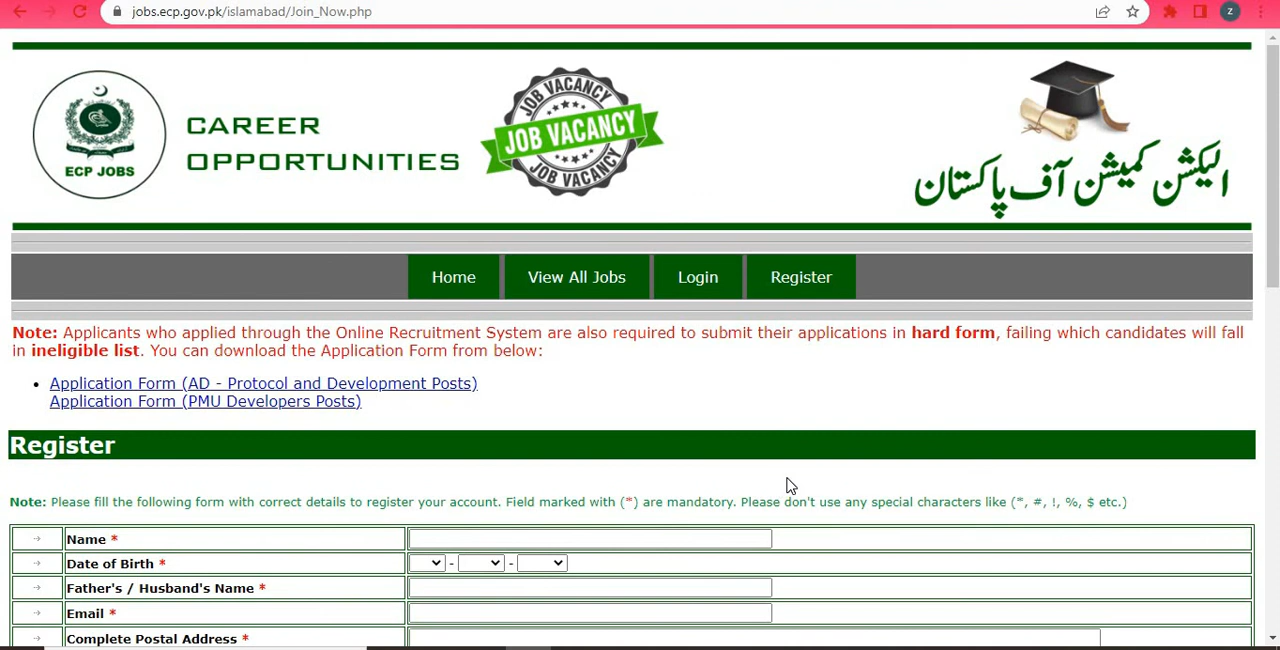 jobs.ecp.gov.pk/islamabad/Join_Now.php
Z
ECP JOBS
CAREER
OPPORTUNITIES
JOB VACANCY
JOB VACANCY
JOB VACANCY
الیکشن کمیشن آف پاکستان
Home
View All Jobs
Login
Register
Note: Applicants who applied through the Online Recruitment System are also required to submit their applications in hard form, failing which candidates will fall
in ineligible list. You can download the Application Form from below:
• Application Form (AD - Protocol and Development Posts)
Application Form (PMU Developers Posts)
Register
Note: Please fill the following form with correct details to register your account. Field marked with (*) are mandatory. Please don't use any special characters like (*, #, !, %, $ etc.)
Name *
Date of Birth *
- -
Father's / Husband's Name *
Email *
Complete Postal Address *